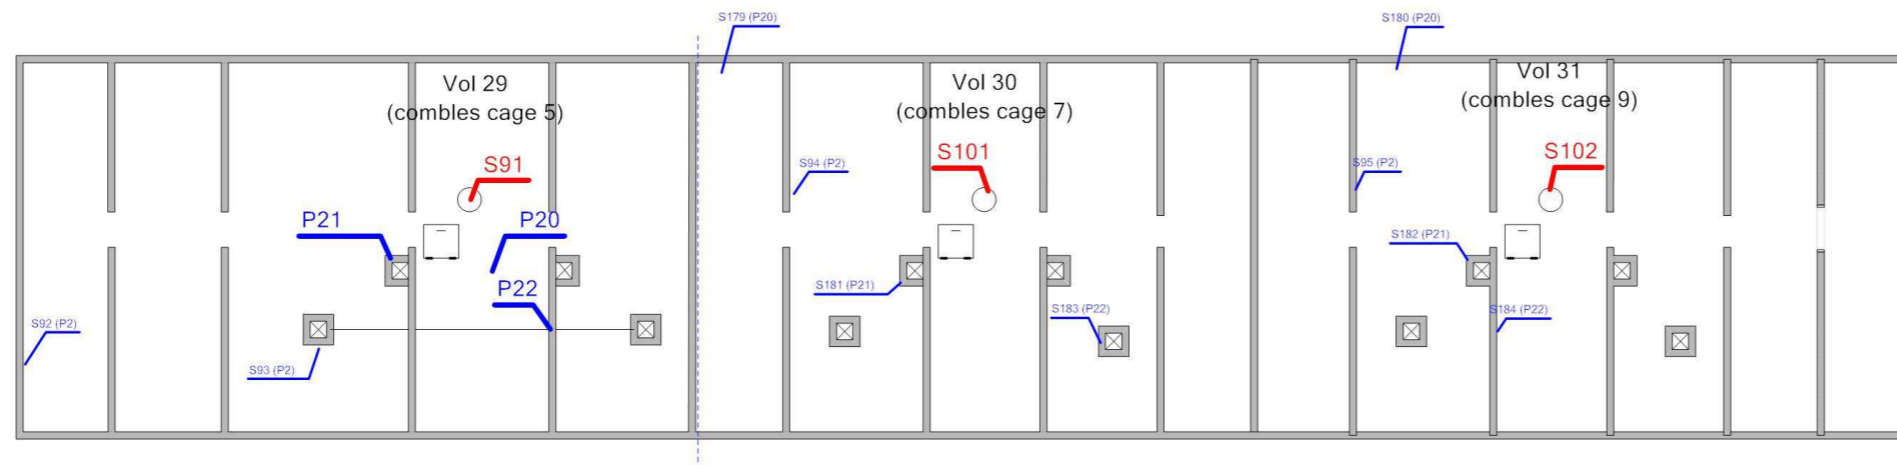 S179 (P20)
S180 (P20)
Vol 29
(combles cage 5)
Vol 30
(combles cage 7)
Vol 31
(combles cage 9)
S91
S94 (P2)
S101
S95 (P2)
S102
P21
P20
S182 (P21)
P22
S181 (P21)
S183 (P22)
S184 (P22)
S92 (P2)
S93 (P2)